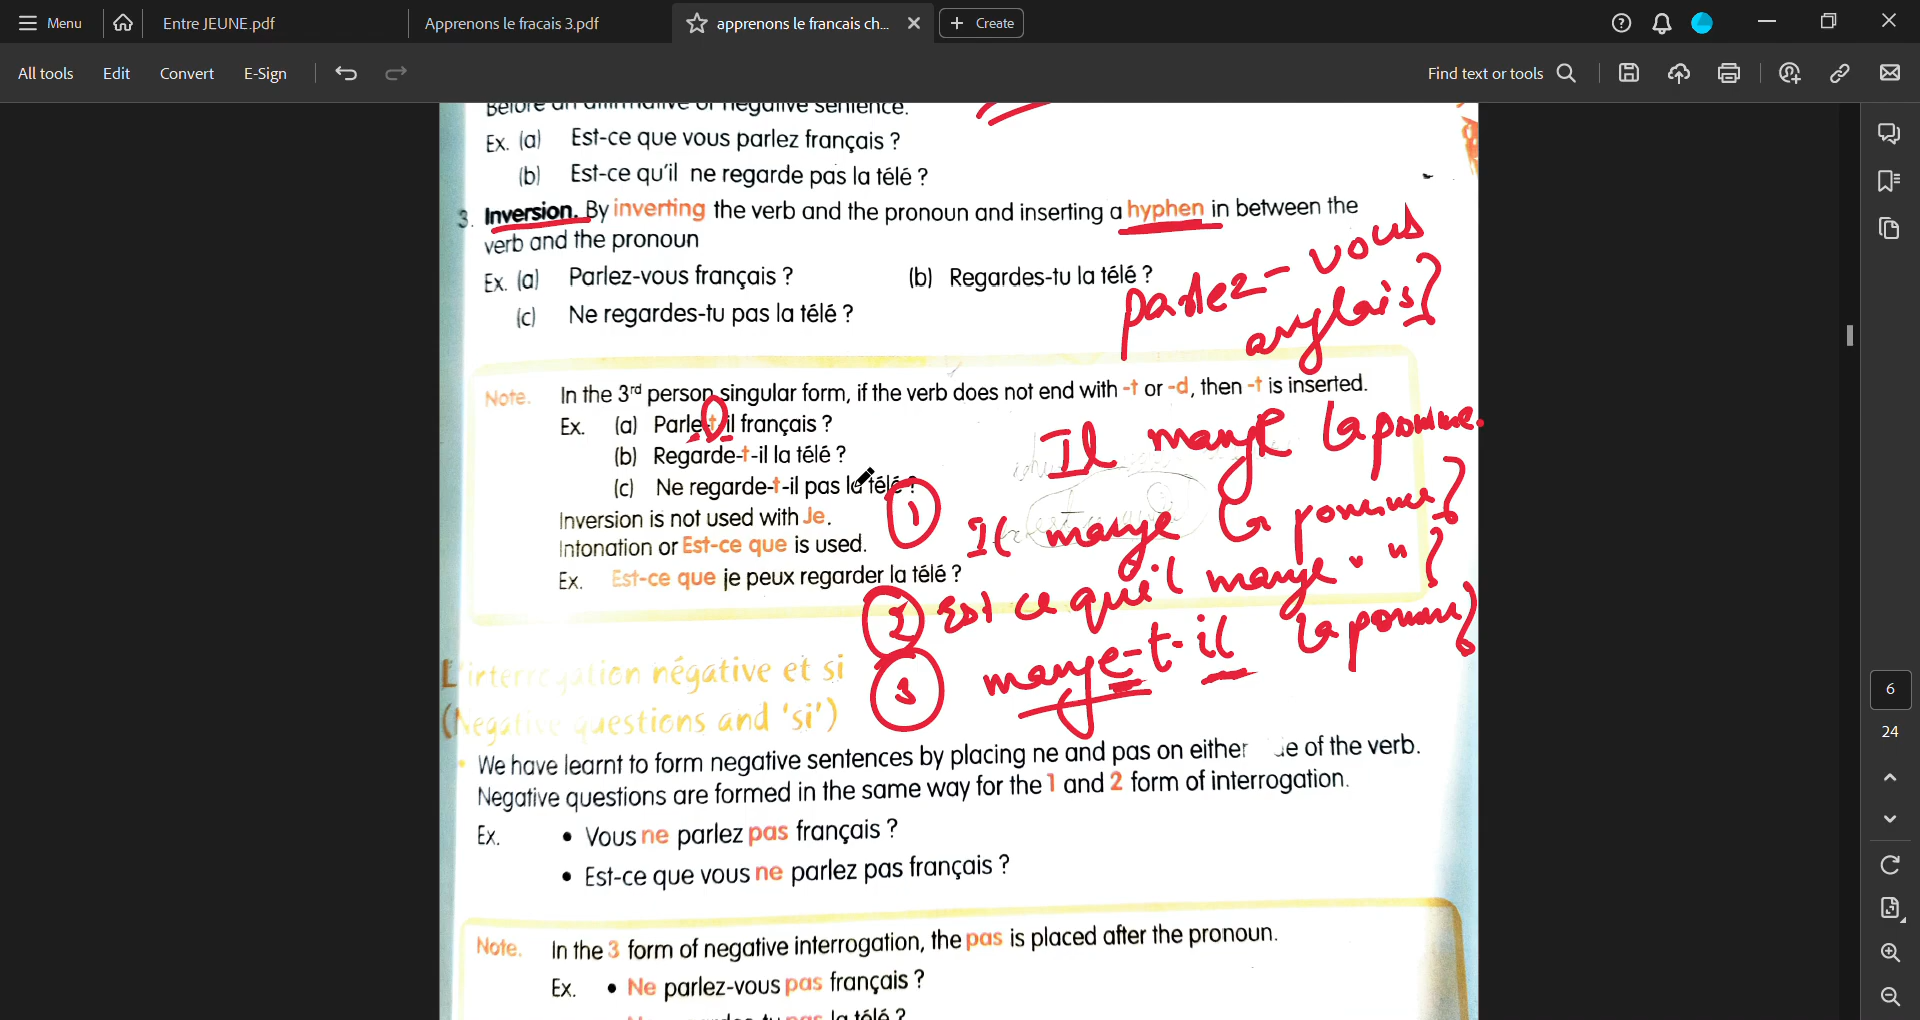 Menu
Entre JEUNE.pdf
Apprenons le fracais 3.pdf
apprenons le francais ch...
Create
All tools
Edit
Convert
E-Sign
Find text or tools
Before an affirmative or negative sentence.
Ex. (a) Est-ce que vous parlez français ?
(b) Est-ce qu'il ne regarde pas la télé ?
3. Inversion. By inverting the verb and the pronoun and inserting a hyphen in between the
verb and the pronoun
Ex. (a) Parlez-vous français ? (b) Regardes-tu la télé ?
(c) Ne regardes-tu pas la télé ?
parlez-vous
anglais?
Note. In the 3rd person singular form, if the verb does not end with -t or -d, then -t is inserted.
Ex. (a) Parle-t-il français ?
(b) Regarde-t-il la télé ?
(c) Ne regarde-t-il pas la télé ?
Inversion is not used with Je.
Intonation or Est-ce que is used.
Ex. Est-ce que je peux regarder la télé ?
Il mange la pomme.
1 Il mange la pomme?
2 Est ce qu'il mange " " ?
3 mange-t-il la pomme?
L'interrogation négative et si
(Negative questions and 'si')
We have learnt to form negative sentences by placing ne and pas on either de of the verb.
Negative questions are formed in the same way for the 1 and 2 form of interrogation.
Ex. • Vous ne parlez pas français ?
• Est-ce que vous ne parlez pas français ?
Note. In the 3 form of negative interrogation, the pas is placed after the pronoun.
Ex. • Ne parlez-vous pas français ?
pas la télé ?
6
24